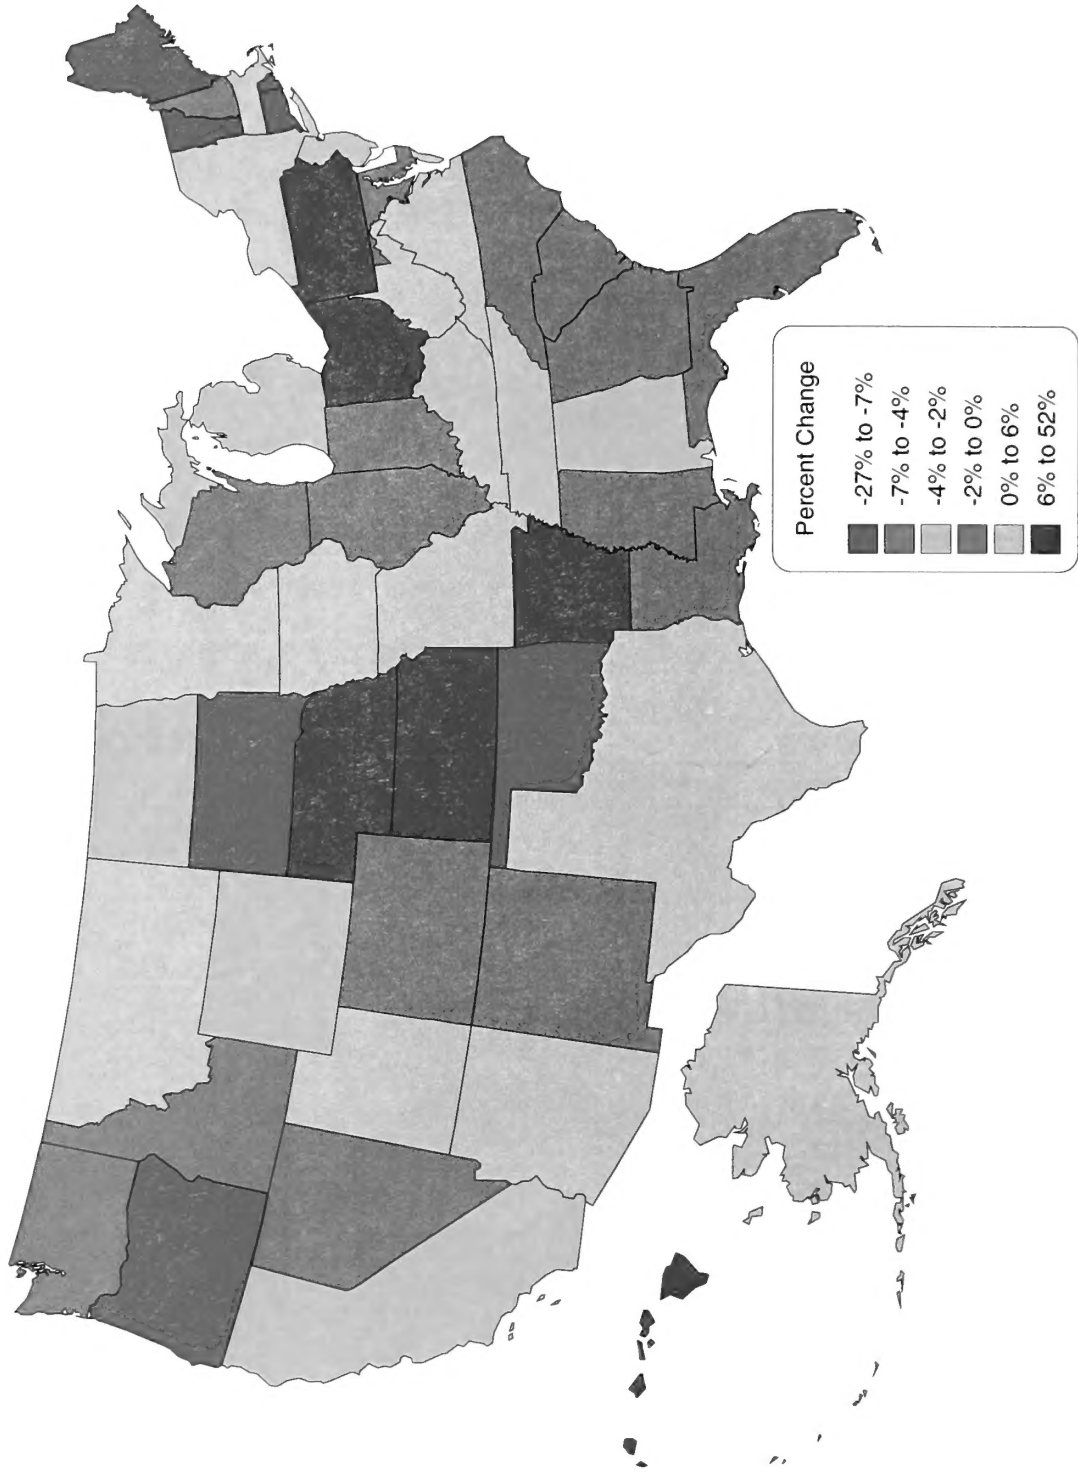 Percent Change
-27% to -7%
-7% to -4%
-4% to -2%
-2% to 0%
0% to 6%
6% to 52%